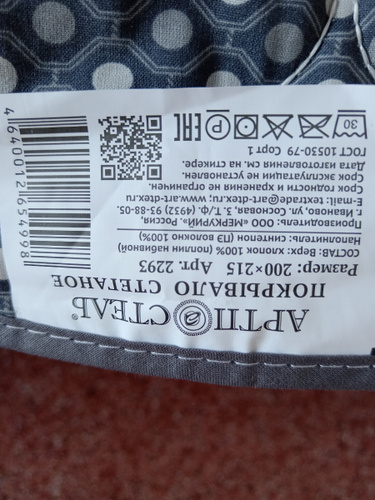 АРТП СТЕЛЬ®
ПОКРЫВАЛО СТЕГАНОЕ
Размер: 200×215 Арт. 2295
СОСТАВ: Верх: хлопок 100% (поплин набивной)
Наполнитель: синтепон (ПЭ волокно 100%)
Производитель: ООО «МЕРКУРИЙ», Россия,
г. Иваново, ул. Сосновая, 3. Т./ф. (4932) 93-88-05.
E-mail: textrade@art-dtex.ru www.art-dtex.ru
Срок годности и хранения не ограничен.
Срок эксплуатации не установлен.
Дата изготовления см. на стикере.
ГОСТ 10530-79 Сорт 1
30 P EAC
4640012654998